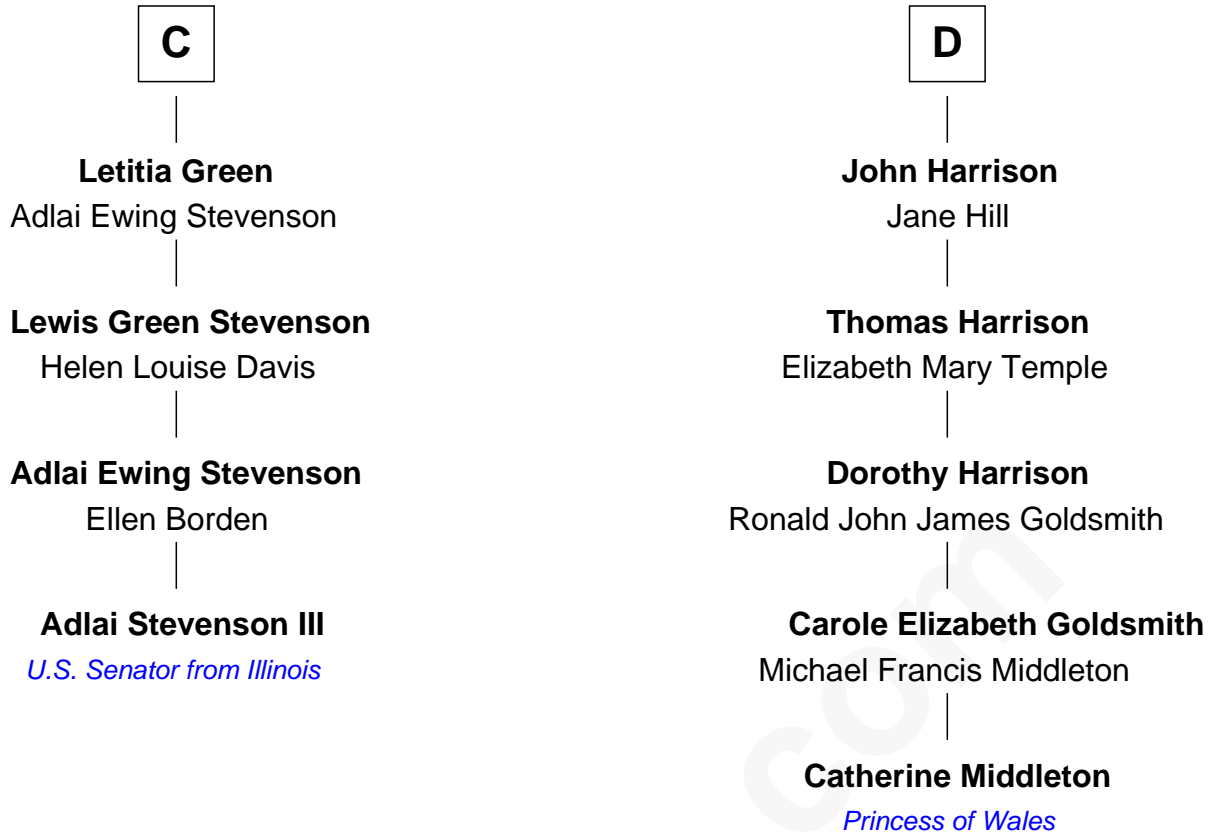 C
Letitia Green
Adlai Ewing Stevenson
Lewis Green Stevenson
Helen Louise Davis
Adlai Ewing Stevenson
Ellen Borden
Adlai Stevenson III
U.S. Senator from Illinois
D
John Harrison
Jane Hill
Thomas Harrison
Elizabeth Mary Temple
Dorothy Harrison
Ronald John James Goldsmith
Carole Elizabeth Goldsmith
Michael Francis Middleton
Catherine Middleton
Princess of Wales
com